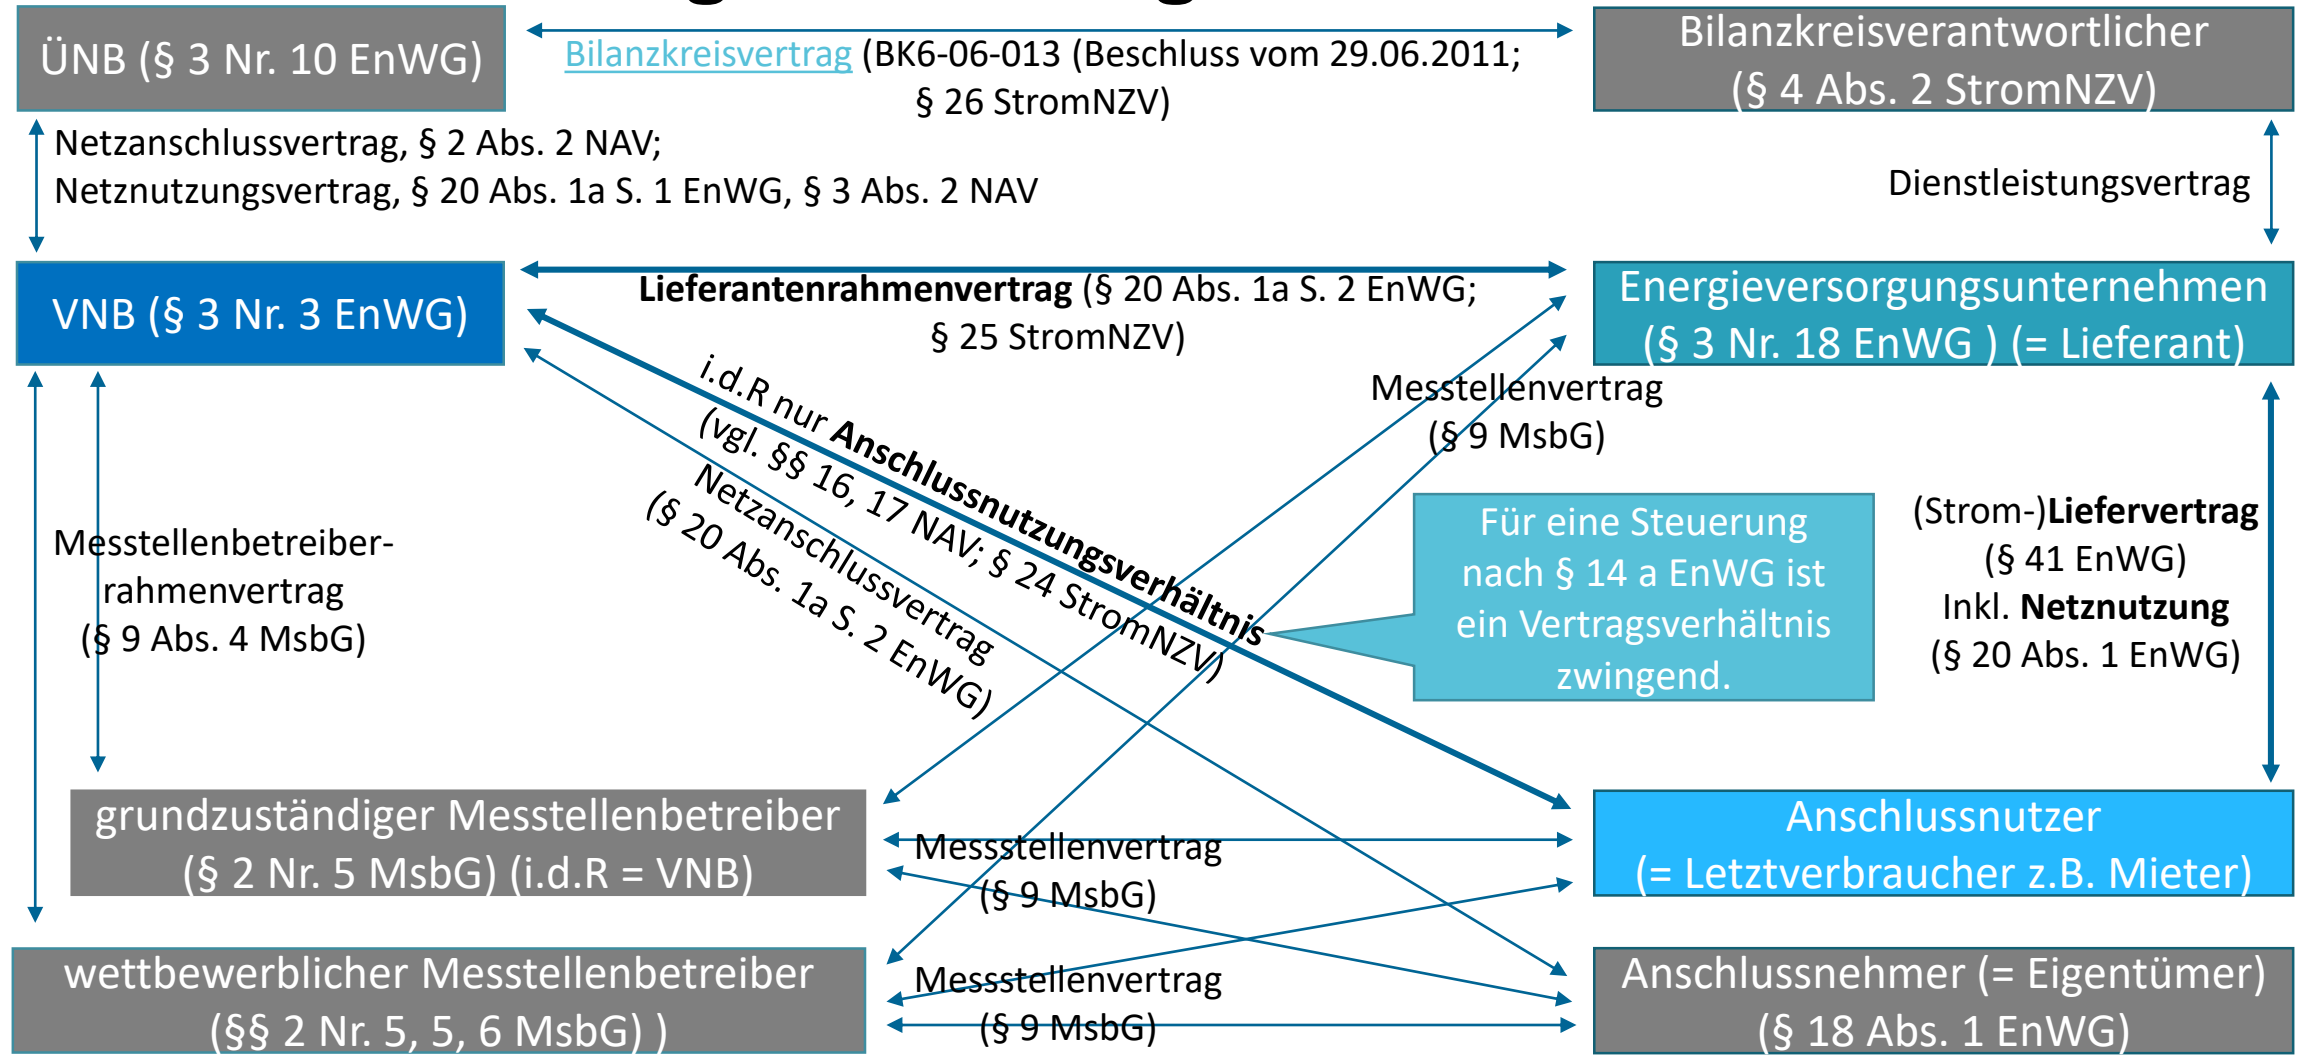 ÜNB (§ 3 Nr. 10 EnWG)
Bilanzkreisvertrag (BK6-06-013 (Beschluss vom 29.06.2011;
§ 26 StromNZV)
Bilanzkreisverantwortlicher
(§ 4 Abs. 2 StromNZV)
Netzanschlussvertrag, § 2 Abs. 2 NAV;
Netznutzungsvertrag, § 20 Abs. 1a S. 1 EnWG, § 3 Abs. 2 NAV
Dienstleistungsvertrag
VNB (§ 3 Nr. 3 EnWG)
Lieferantenrahmenvertrag (§ 20 Abs. 1a S. 2 EnWG;
§ 25 StromNZV)
Energieversorgungsunternehmen
(§ 3 Nr. 18 EnWG ) (= Lieferant)
i.d.R nur Anschlussnutzungsverhältnis
(vgl. §§ 16, 17 NAV; § 24 StromNZV)
Netzanschlussvertrag
(§ 20 Abs. 1a S. 2 EnWG)
Messtellenvertrag
(§ 9 MsbG)
Messtellenbetreiber-
rahmenvertrag
(§ 9 Abs. 4 MsbG)
Für eine Steuerung
nach § 14 a EnWG ist
ein Vertragsverhältnis
zwingend.
(Strom-)Liefervertrag
(§ 41 EnWG)
Inkl. Netznutzung
(§ 20 Abs. 1 EnWG)
grundzuständiger Messtellenbetreiber
(§ 2 Nr. 5 MsbG) (i.d.R = VNB)
Messstellenvertrag
(§ 9 MsbG)
Anschlussnutzer
(= Letztverbraucher z.B. Mieter)
wettbewerblicher Messtellenbetreiber
(§§ 2 Nr. 5, 5, 6 MsbG) )
Messstellenvertrag
(§ 9 MsbG)
Anschlussnehmer (= Eigentümer)
(§ 18 Abs. 1 EnWG)